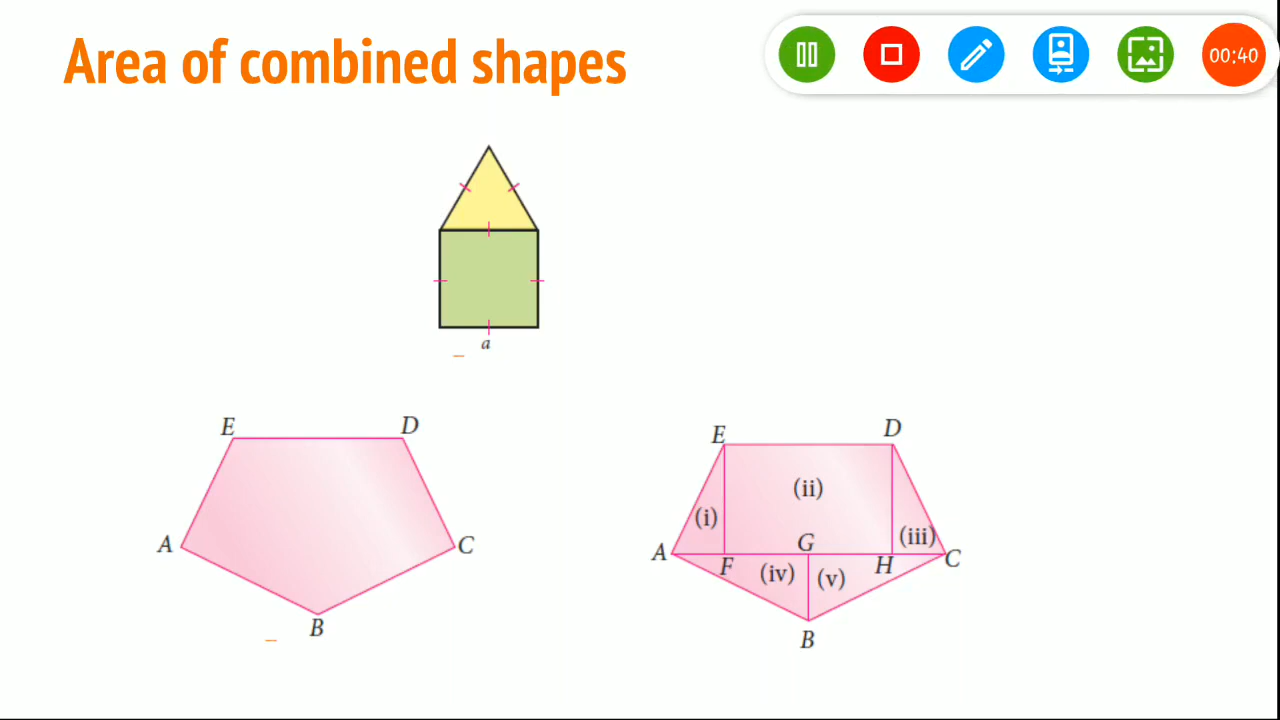 Area of combined shapes
00:40
a
E D
A C
B
E D
(ii)
(i)
G (iii)
A F (iv) (v) H C
B